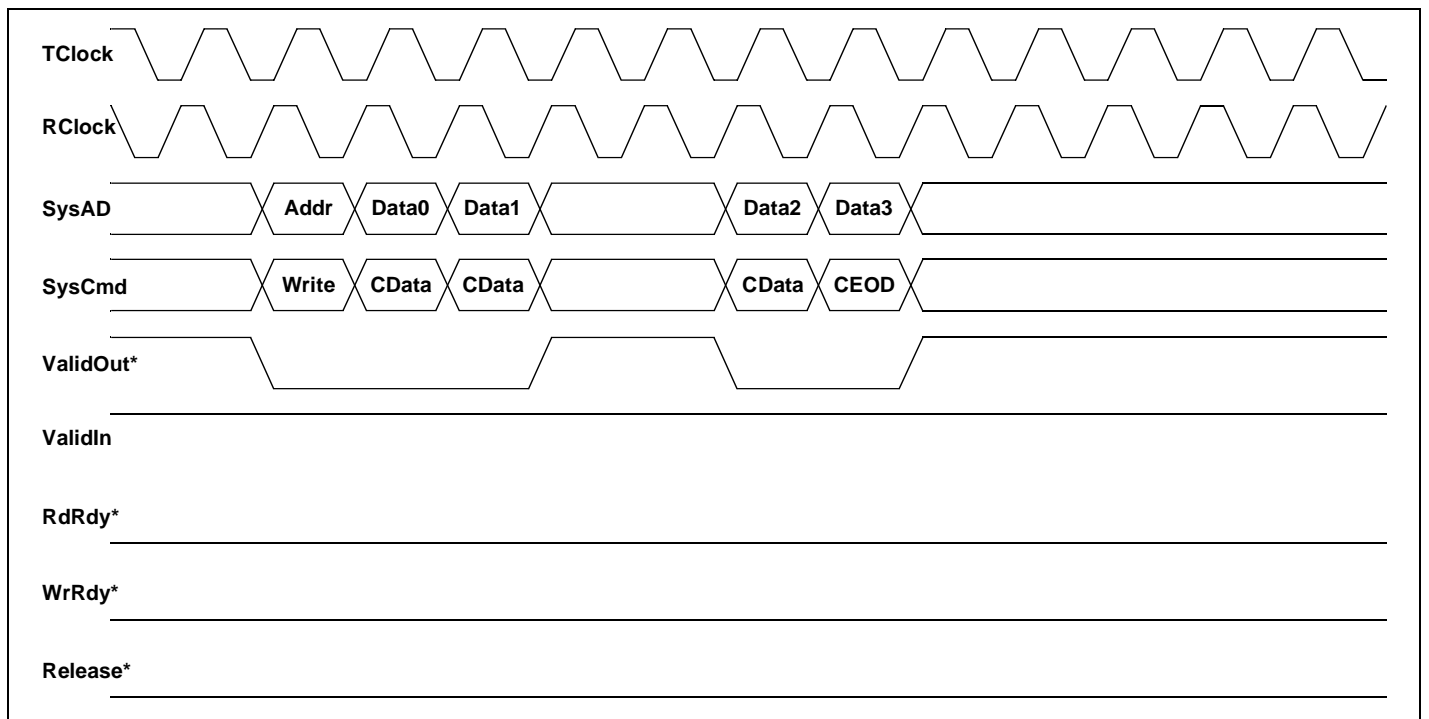 TClock
RClock
SysAD Addr Data0 Data1 Data2 Data3
SysCmd Write CData CData CData CEOD
ValidOut*
ValidIn
RdRdy*
WrRdy*
Release*